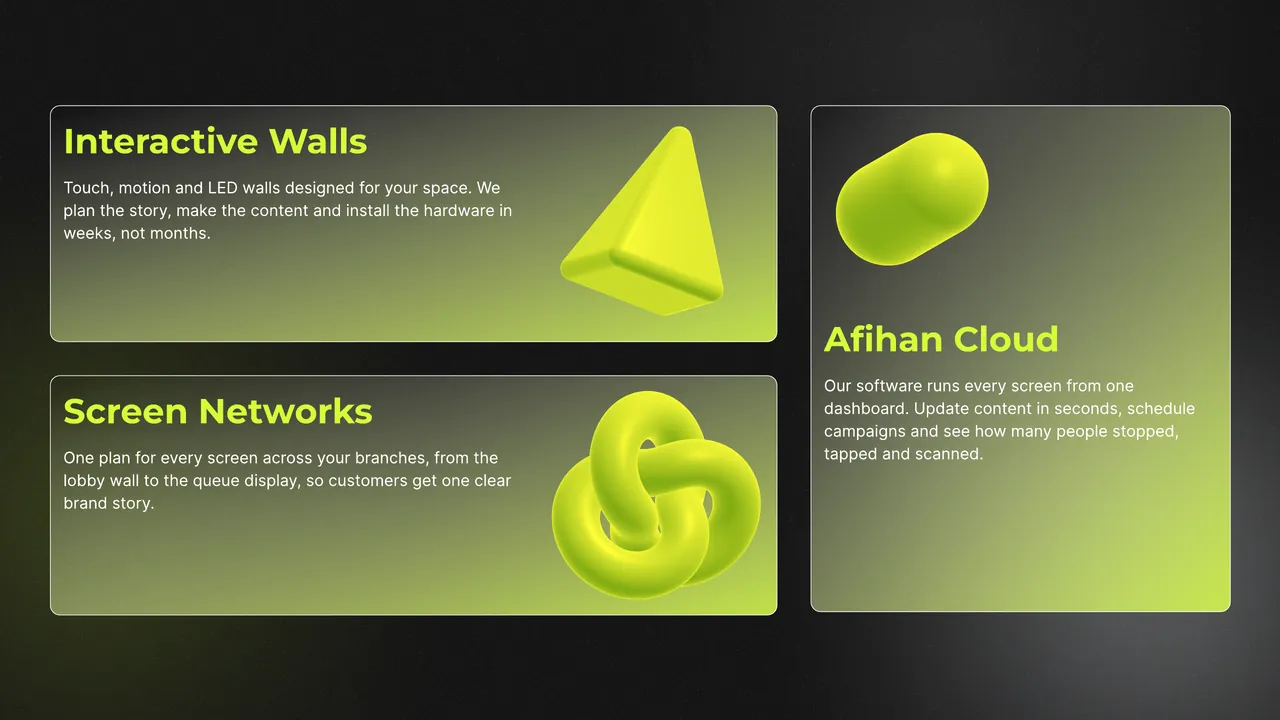 Interactive Walls
Touch, motion and LED walls designed for your space. We
plan the story, make the content and install the hardware in
weeks, not months.
Screen Networks
One plan for every screen across your branches, from the
lobby wall to the queue display, so customers get one clear
brand story.
Afihan Cloud
Our software runs every screen from one
dashboard. Update content in seconds, schedule
campaigns and see how many people stopped,
tapped and scanned.